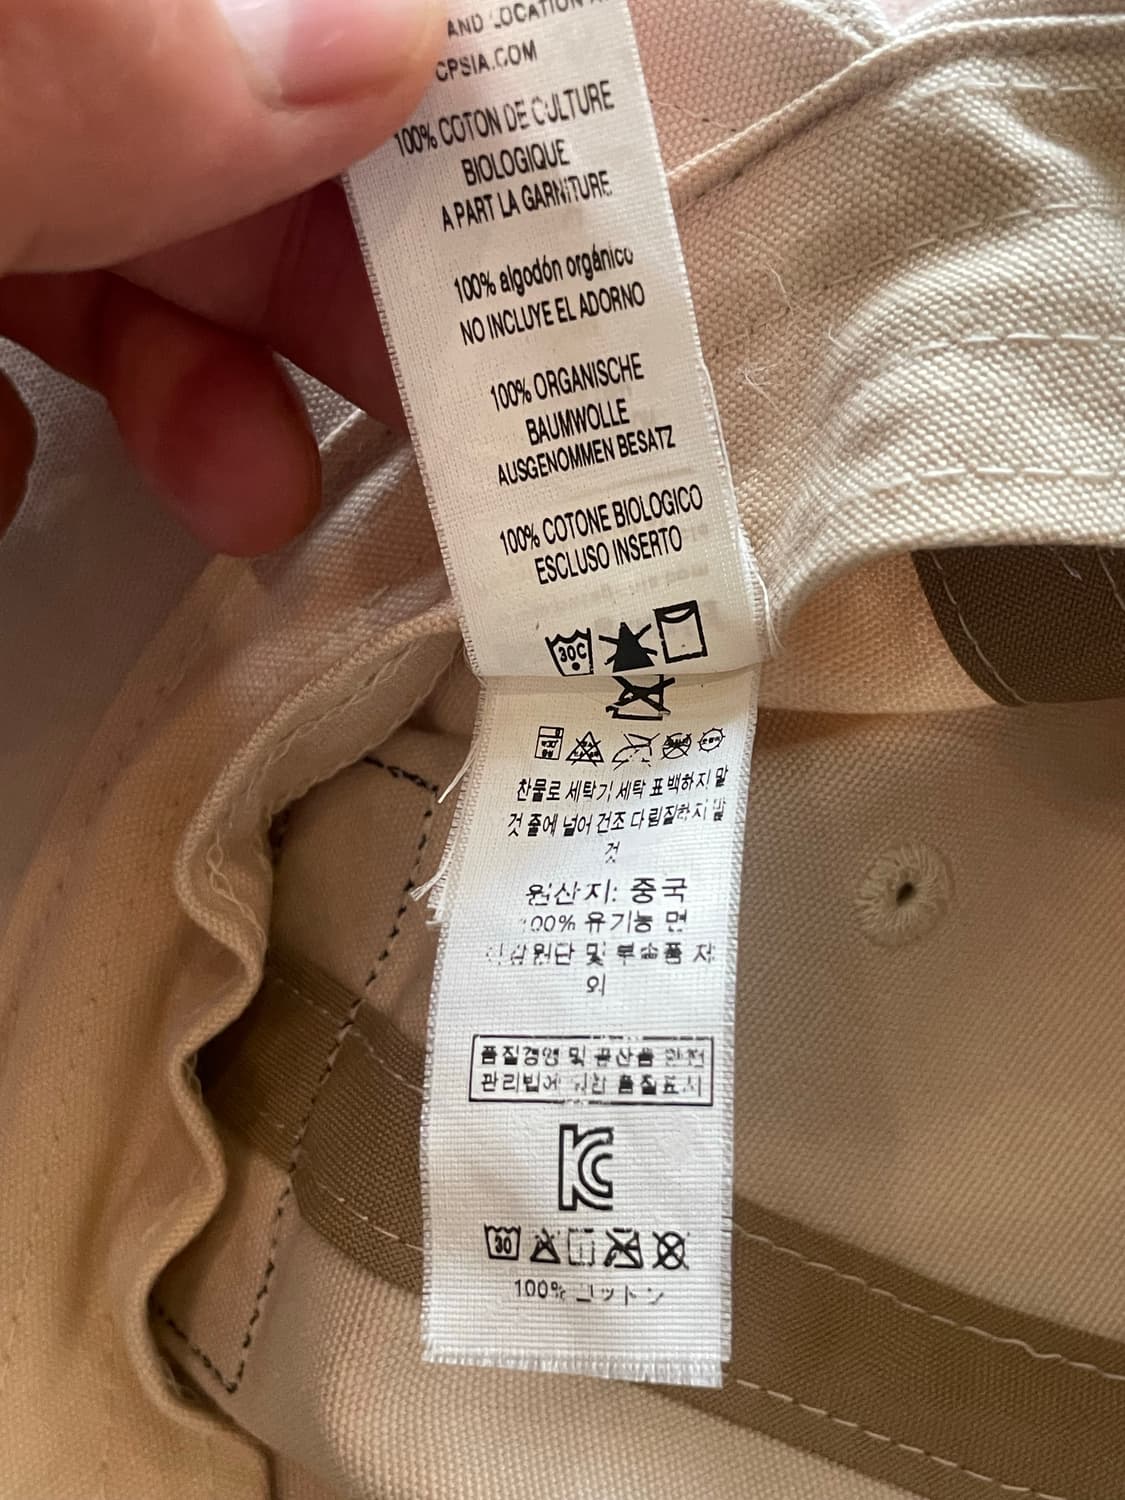 AND LOCATION
CPSIA.COM
100% COTON DE CULTURE
BIOLOGIQUE
A PART LA GARNITURE
100% algodón orgánico
NO INCLUYE EL ADORNO
100% ORGANISCHE
BAUMWOLLE
AUSGENOMMEN BESATZ
100% COTONE BIOLOGICO
ESCLUSO INSERTO
30C
찬물로 세탁기 세탁 표백하지 말
것 줄에 널어 건조 다림질하지 말
것
원산지: 중국
100% 유기농 면
및 부속품 제
외
품질경영 및 공산품 안전
관리법에 의한 품질표시
KC
30
100% コットン